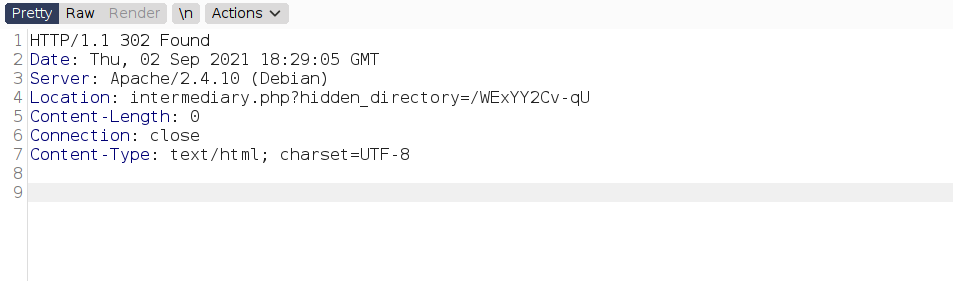 Pretty Raw Render \n Actions
1 HTTP/1.1 302 Found
2 Date: Thu, 02 Sep 2021 18:29:05 GMT
3 Server: Apache/2.4.10 (Debian)
4 Location: intermediary.php?hidden_directory=/WExYY2Cv-qU
5 Content-Length: 0
6 Connection: close
7 Content-Type: text/html; charset=UTF-8
8
9